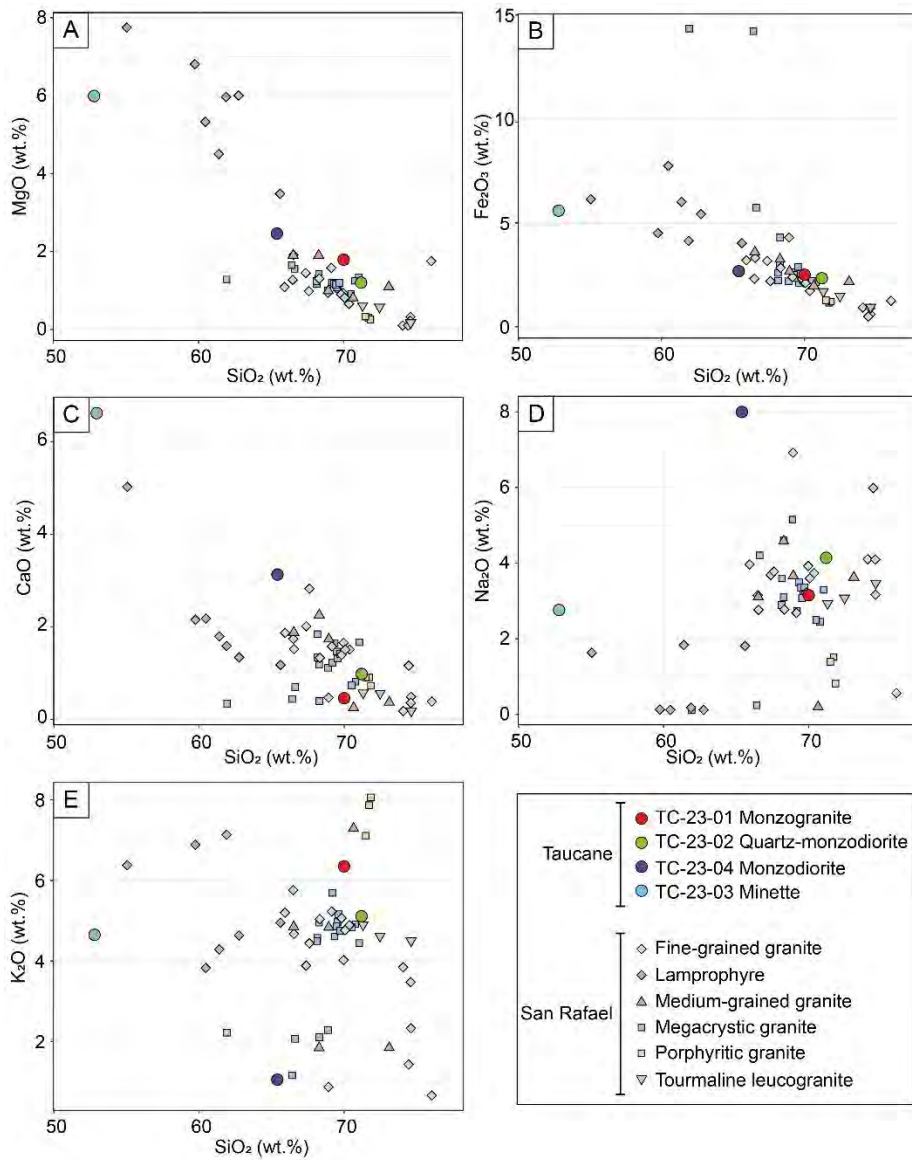 A
8
6
4
2
0
MgO (wt.%)
50
60
70
SiO₂ (wt.%)
B
15
10
5
0
Fe₂O₃ (wt.%)
50
60
70
SiO₂ (wt.%)
C
6
4
2
0
CaO (wt.%)
50
60
70
SiO₂ (wt.%)
D
8
6
4
2
0
Na₂O (wt.%)
50
60
70
SiO₂ (wt.%)
E
8
6
4
2
K₂O (wt.%)
50
60
70
SiO₂ (wt.%)
Taucane
TC-23-01 Monzogranite
TC-23-02 Quartz-monzodiorite
TC-23-04 Monzodiorite
TC-23-03 Minette
San Rafael
Fine-grained granite
Lamprophyre
Medium-grained granite
Megacrystic granite
Porphyritic granite
Tourmaline leucogranite